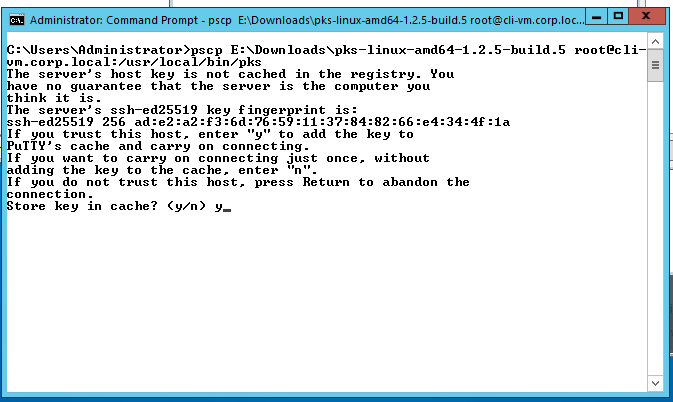 Administrator: Command Prompt - pscp E:\Downloads\pks-linux-amd64-1.2.5-build.5 root@cli-vm.corp.loc...
C:\Users\Administrator>pscp E:\Downloads\pks-linux-amd64-1.2.5-build.5 root@cli-
vm.corp.local:/usr/local/bin/pks
The server's host key is not cached in the registry. You
have no guarantee that the server is the computer you
think it is.
The server's ssh-ed25519 key fingerprint is:
ssh-ed25519 256 ad:e2:a2:f3:6d:76:59:11:37:84:82:66:e4:34:4f:1a
If you trust this host, enter "y" to add the key to
PuTTY's cache and carry on connecting.
If you want to carry on connecting just once, without
adding the key to the cache, enter "n".
If you do not trust this host, press Return to abandon the
connection.
Store key in cache? (y/n) y_